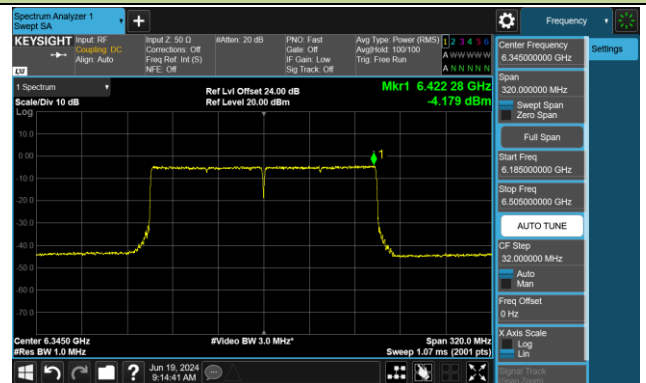 Spectrum Analyzer 1
Swept SA
+
Frequency
KEYSIGHT
Input: RF
Coupling: DC
Align: Auto
Input Z: 50 Ω
Corrections: Off
Freq Ref: Int (S)
NFE: Off
#Atten: 20 dB
PNO: Fast
Gate: Off
IF Gain: Low
Sig Track: Off
Avg Type: Power (RMS)
Avg|Hold: 100/100
Trig: Free Run
1 2 3 4 5 6
A W W W W W
A N N N N N
LXI
1 Spectrum
Scale/Div 10 dB
Log
Ref Lvl Offset 24.00 dB
Ref Level 20.00 dBm
Mkr1 6.422 28 GHz
-4.179 dBm
10.0
0.00
-10.0
-20.0
-30.0
-40.0
-50.0
-60.0
-70.0
1
Center 6.3450 GHz
#Res BW 1.0 MHz
#Video BW 3.0 MHz*
Span 320.0 MHz
Sweep 1.07 ms (2001 pts)
?
Jun 19, 2024
9:14:41 AM
Center Frequency
6.345000000 GHz
Settings
Span
320.000000 MHz
Swept Span
Zero Span
Full Span
Start Freq
6.185000000 GHz
Stop Freq
6.505000000 GHz
AUTO TUNE
CF Step
32.000000 MHz
Auto
Man
Freq Offset
0 Hz
X Axis Scale
Log
Lin
Signal Track
(Span Zoom)